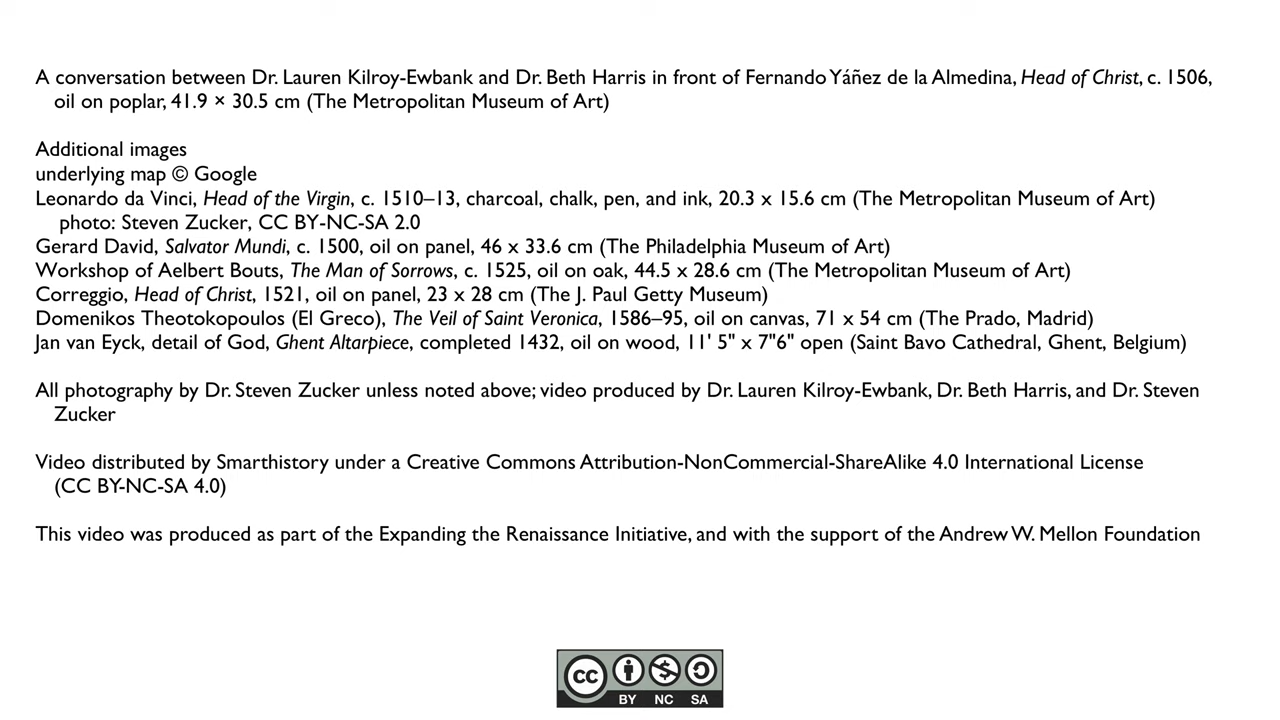 A conversation between Dr. Lauren Kilroy-Ewbank and Dr. Beth Harris in front of Fernando Yáñez de la Almedina, Head of Christ, c. 1506,
oil on poplar, 41.9 × 30.5 cm (The Metropolitan Museum of Art)
Additional images
underlying map © Google
Leonardo da Vinci, Head of the Virgin, c. 1510–13, charcoal, chalk, pen, and ink, 20.3 x 15.6 cm (The Metropolitan Museum of Art)
photo: Steven Zucker, CC BY-NC-SA 2.0
Gerard David, Salvator Mundi, c. 1500, oil on panel, 46 x 33.6 cm (The Philadelphia Museum of Art)
Workshop of Aelbert Bouts, The Man of Sorrows, c. 1525, oil on oak, 44.5 x 28.6 cm (The Metropolitan Museum of Art)
Correggio, Head of Christ, 1521, oil on panel, 23 x 28 cm (The J. Paul Getty Museum)
Domenikos Theotokopoulos (El Greco), The Veil of Saint Veronica, 1586–95, oil on canvas, 71 x 54 cm (The Prado, Madrid)
Jan van Eyck, detail of God, Ghent Altarpiece, completed 1432, oil on wood, 11' 5" x 7"6" open (Saint Bavo Cathedral, Ghent, Belgium)
All photography by Dr. Steven Zucker unless noted above; video produced by Dr. Lauren Kilroy-Ewbank, Dr. Beth Harris, and Dr. Steven
Zucker
Video distributed by Smarthistory under a Creative Commons Attribution-NonCommercial-ShareAlike 4.0 International License
(CC BY-NC-SA 4.0)
This video was produced as part of the Expanding the Renaissance Initiative, and with the support of the Andrew W. Mellon Foundation
cc
BY NC SA